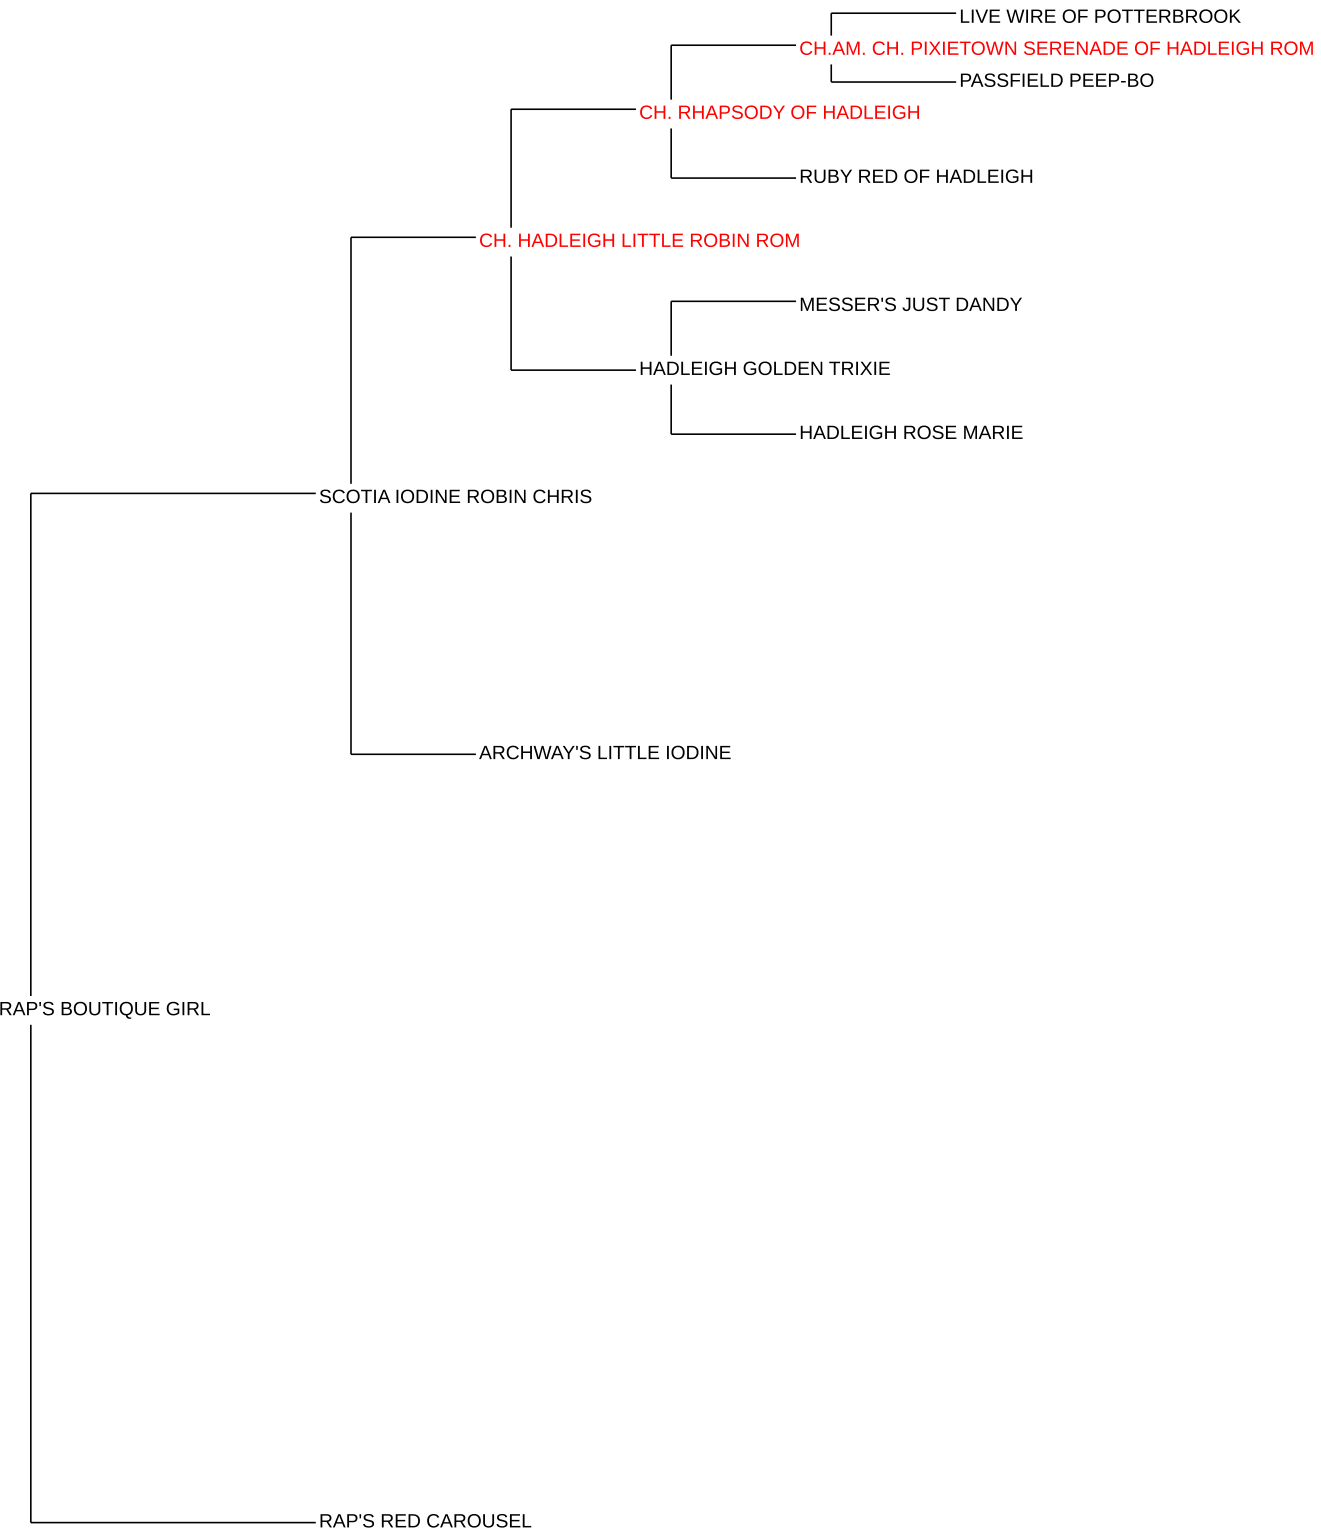 LIVE WIRE OF POTTERBROOK
CH.AM. CH. PIXIETOWN SERENADE OF HADLEIGH ROM
PASSFIELD PEEP-BO
CH. RHAPSODY OF HADLEIGH
RUBY RED OF HADLEIGH
CH. HADLEIGH LITTLE ROBIN ROM
MESSER'S JUST DANDY
HADLEIGH GOLDEN TRIXIE
HADLEIGH ROSE MARIE
SCOTIA IODINE ROBIN CHRIS
ARCHWAY'S LITTLE IODINE
RAP'S BOUTIQUE GIRL
RAP'S RED CAROUSEL